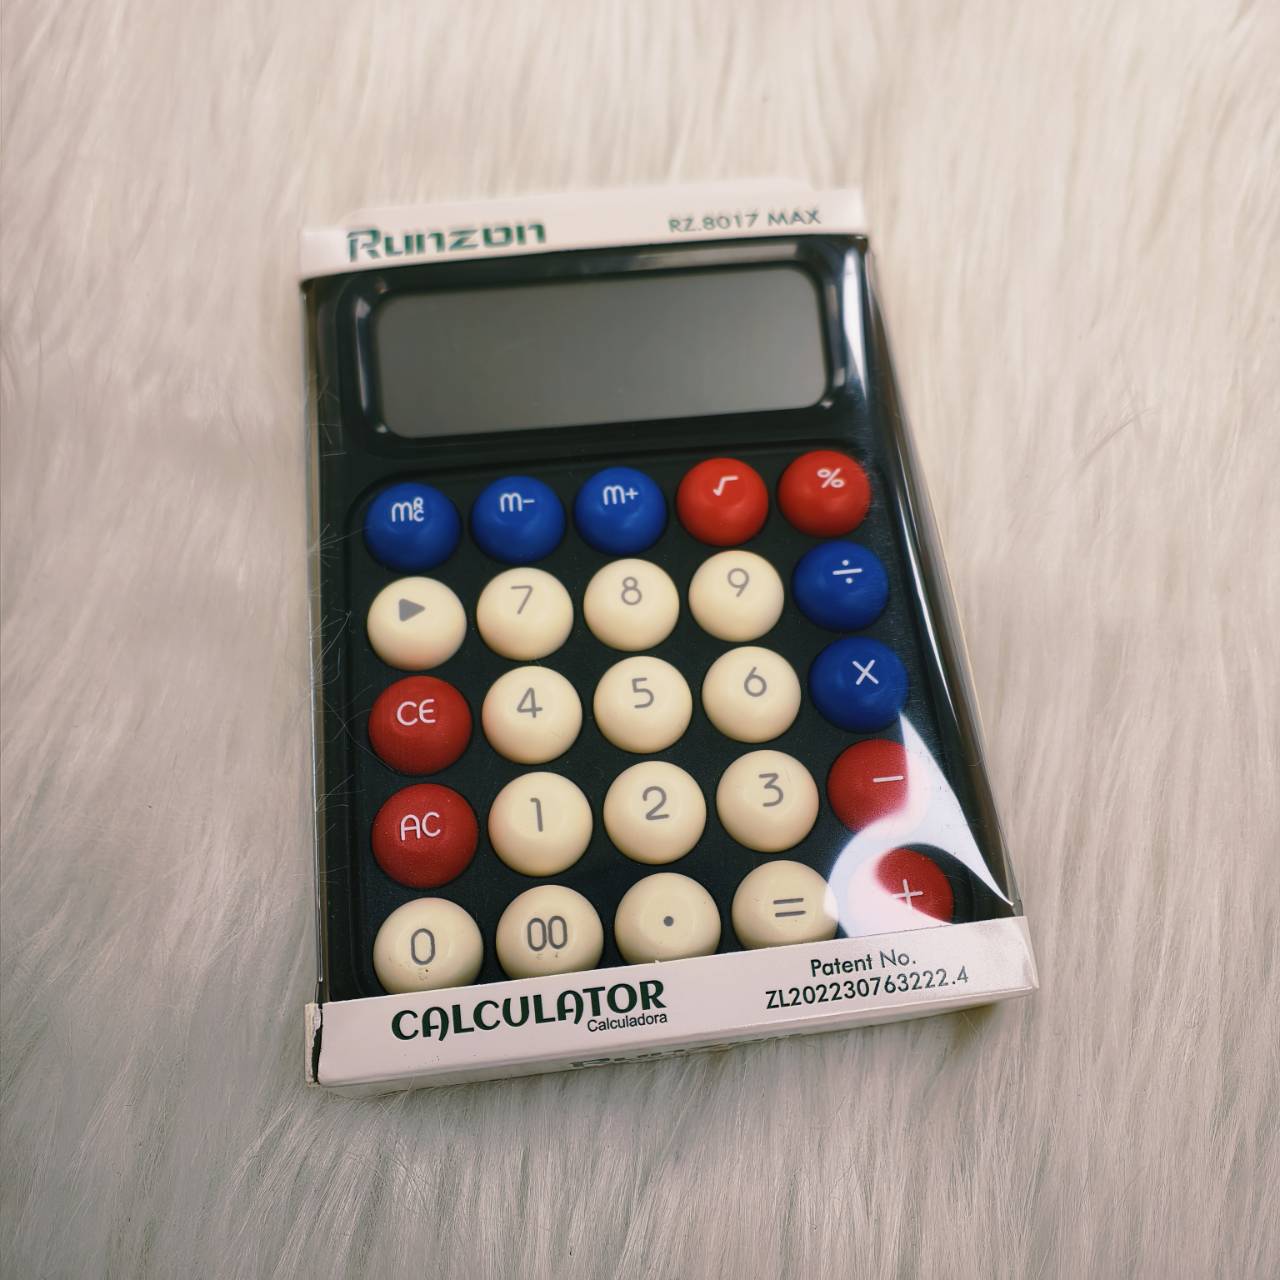 Runzon RZ.8017 MAX
MRC M- M+ √ %
▶ 7 8 9 ÷
CE 4 5 6 ×
AC 1 2 3 −
0 00 • = +
CALCULATOR
Calculadora
Patent No.
ZL202230763222.4